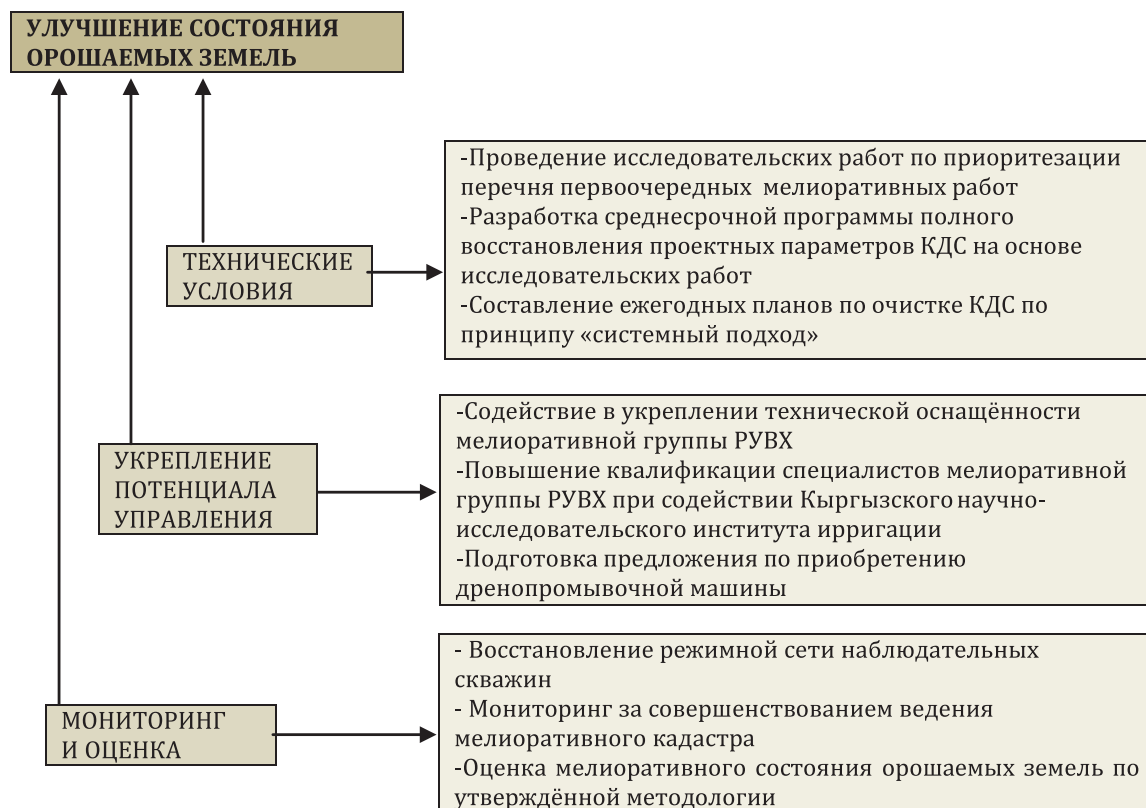 УЛУЧШЕНИЕ СОСТОЯНИЯ
ОРОШАЕМЫХ ЗЕМЕЛЬ
ТЕХНИЧЕСКИЕ
УСЛОВИЯ
-Проведение исследовательских работ по приоритезации
перечня первоочередных мелиоративных работ
-Разработка среднесрочной программы полного
восстановления проектных параметров КДС на основе
исследовательских работ
-Составление ежегодных планов по очистке КДС по
принципу «системный подход»
УКРЕПЛЕНИЕ
ПОТЕНЦИАЛА
УПРАВЛЕНИЯ
-Содействие в укреплении технической оснащённости
мелиоративной группы РУВХ
-Повышение квалификации специалистов мелиоративной
группы РУВХ при содействии Кыргызского научно-
исследовательского института ирригации
-Подготовка предложения по приобретению
дренопромывочной машины
МОНИТОРИНГ
И ОЦЕНКА
- Восстановление режимной сети наблюдательных
скважин
- Мониторинг за совершенствованием ведения
мелиоративного кадастра
-Оценка мелиоративного состояния орошаемых земель по
утверждённой методологии